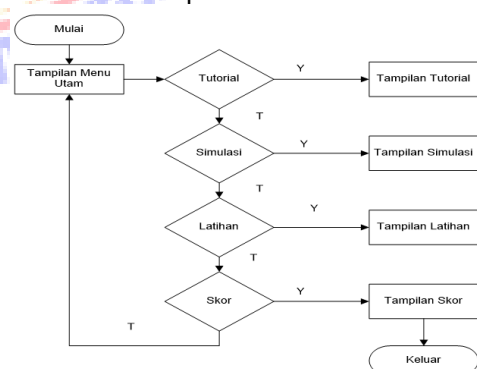 Mulai
Tampilan Menu
Utam
Tutorial
Y
Tampilan Tutorial
T
Simulasi
Y
Tampilan Simulasi
T
Latihan
Y
Tampilan Latihan
T
Skor
Y
Tampilan Skor
T
Keluar